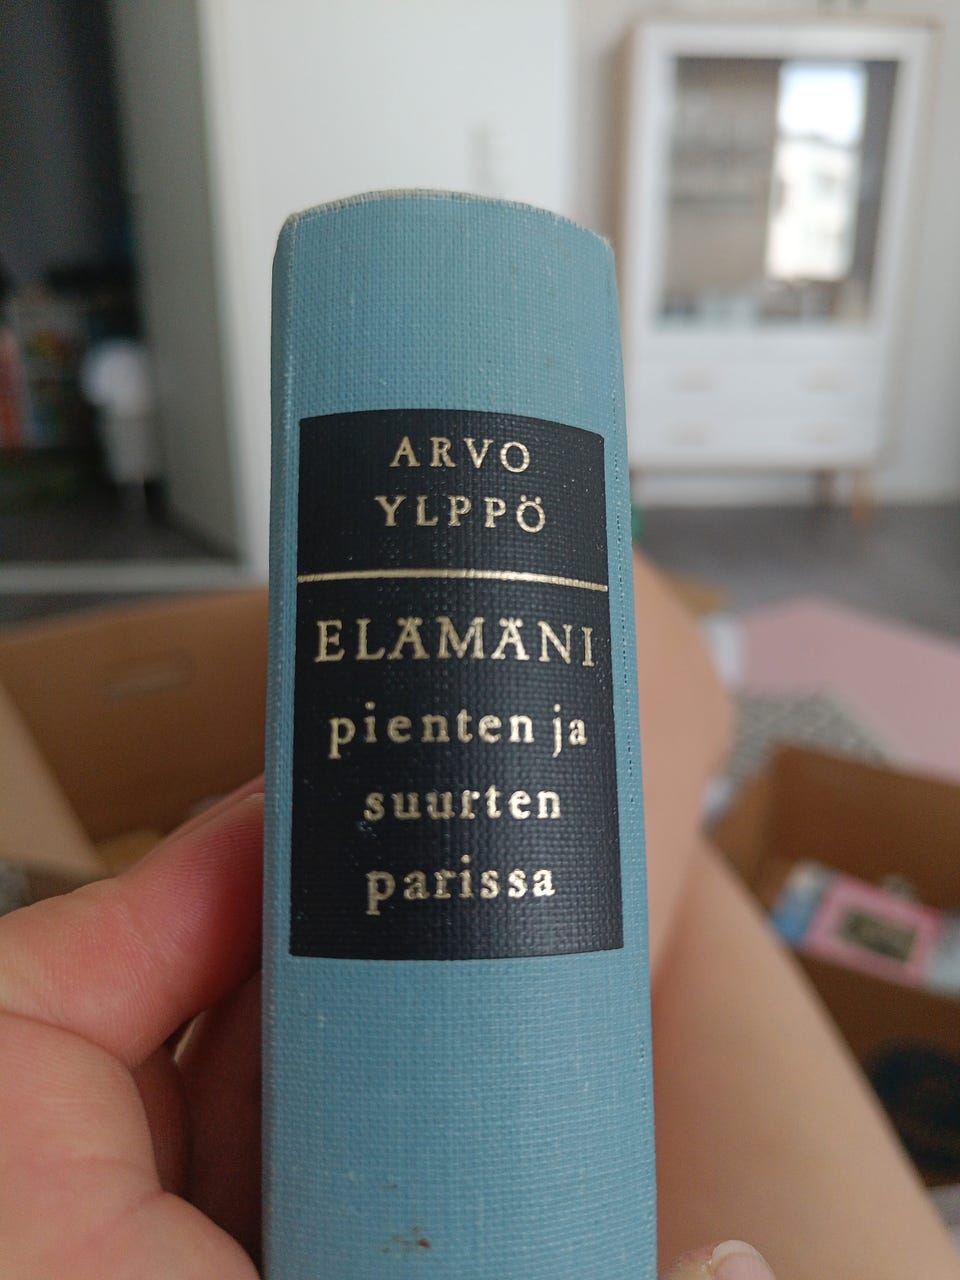 ARVO
YLPPÖ
ELÄMÄNI
pienten ja
suurten
parissa